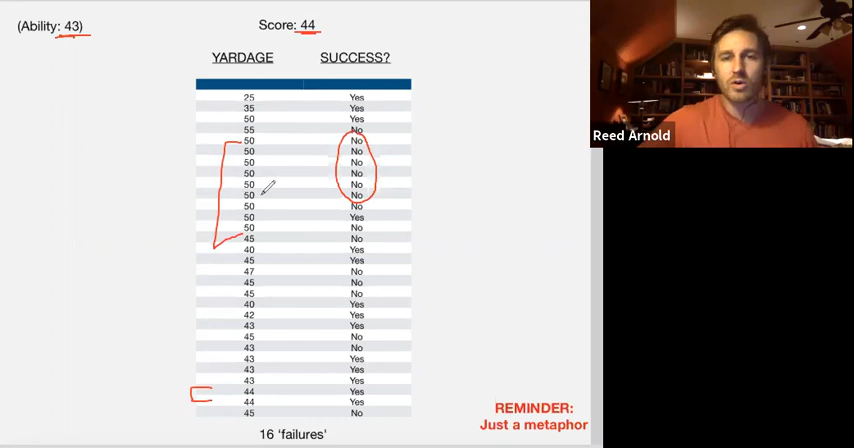 (Ability: 43)
Score: 44
YARDAGE SUCCESS?
25 Yes
35 Yes
50 Yes
55 No
50 No
50 No
50 No
50 No
50 No
50 No
50 No
50 Yes
50 No
45 No
40 Yes
45 Yes
47 No
45 No
45 No
40 Yes
42 Yes
43 Yes
45 No
43 No
43 Yes
43 Yes
43 Yes
44 Yes
44 Yes
45 No
16 'failures'
REMINDER:
Just a metaphor
Reed Arnold